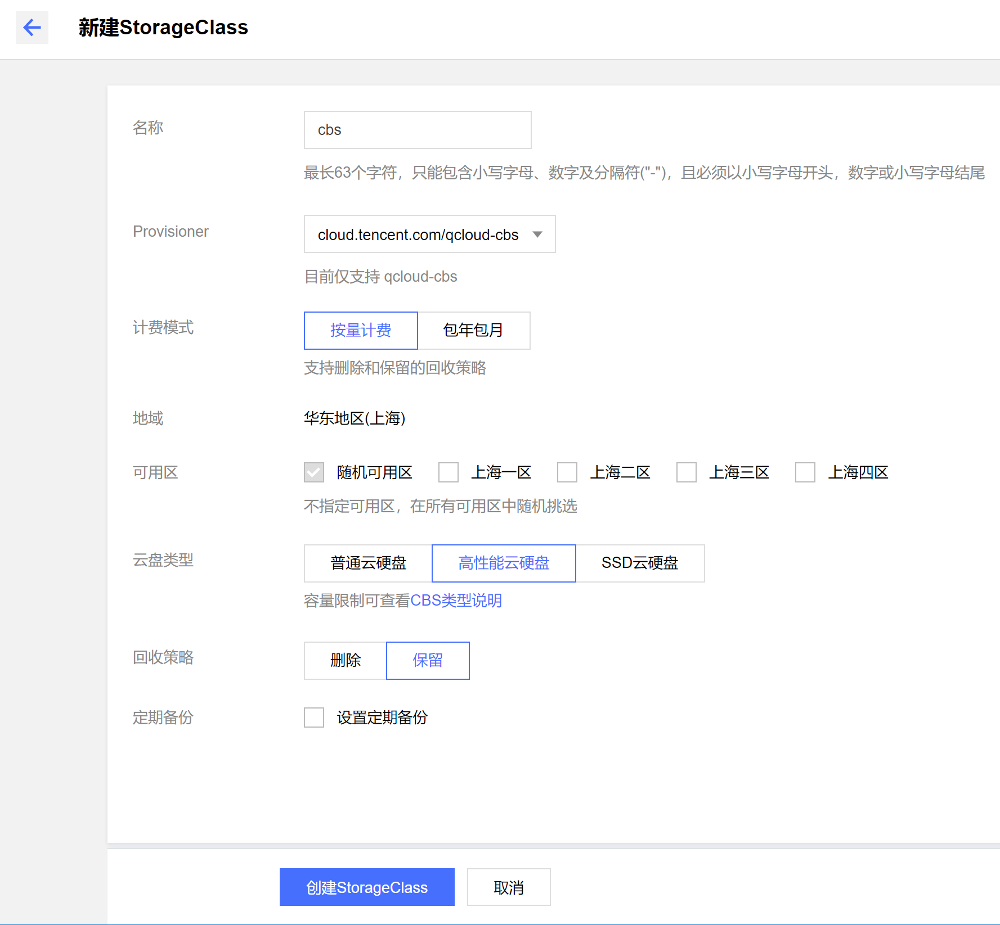 新建StorageClass
名称
cbs
最长63个字符，只能包含小写字母、数字及分隔符("-")，且必须以小写字母开头，数字或小写字母结尾
Provisioner
cloud.tencent.com/qcloud-cbs
目前仅支持 qcloud-cbs
计费模式
按量计费 包年包月
支持删除和保留的回收策略
地域
华东地区(上海)
可用区
随机可用区 上海一区 上海二区 上海三区 上海四区
不指定可用区，在所有可用区中随机挑选
云盘类型
普通云硬盘 高性能云硬盘 SSD云硬盘
容量限制可查看CBS类型说明
回收策略
删除 保留
定期备份
设置定期备份
创建StorageClass 取消